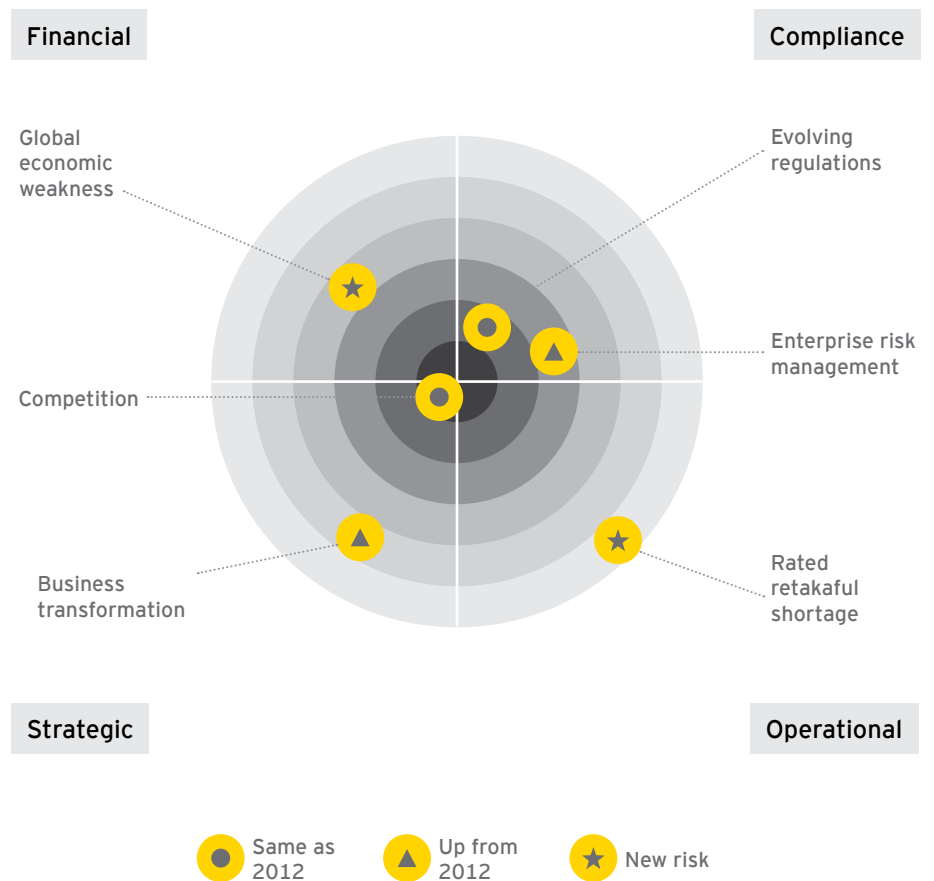 Financial
Compliance
Global
economic
weakness
Evolving
regulations
Enterprise risk
management
Competition
Business
transformation
Rated
retakaful
shortage
Strategic
Operational
Same as
2012
Up from
2012
New risk